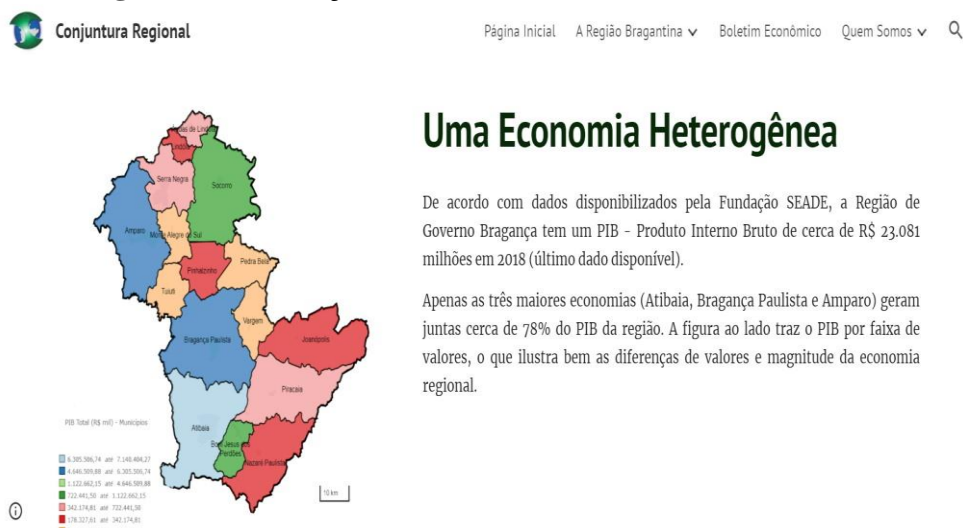 Conjuntura Regional
Página Inicial A Região Bragantina Boletim Econômico Quem Somos
Uma Economia Heterogênea
De acordo com dados disponibilizados pela Fundação SEADE, a Região de
Governo Bragança tem um PIB – Produto Interno Bruto de cerca de R$ 23.081
milhões em 2018 (último dado disponível).
Apenas as três maiores economias (Atibaia, Bragança Paulista e Amparo) geram
juntas cerca de 78% do PIB da região. A figura ao lado traz o PIB por faixa de
valores, o que ilustra bem as diferenças de valores e magnitude da economia
regional.
de Lindóia
Lindóia
Serra Negra
Socorro
Amparo
Monte Alegre do Sul
Pedra Bela
Pinhalzinho
Tuiuti
Vargem
Bragança Paulista
Joanópolis
Piracaia
Atibaia
Bom Jesus dos
Perdões
Nazaré Paulista
PIB Total (R$ mil) - Municípios
6.305.506,74 até 7.140.404,27
4.646.509,88 até 6.305.506,74
1.122.662,15 até 4.646.509,88
722.441,50 até 1.122.662,15
342.174,81 até 722.441,50
178.327,61 até 342.174,81
10 km